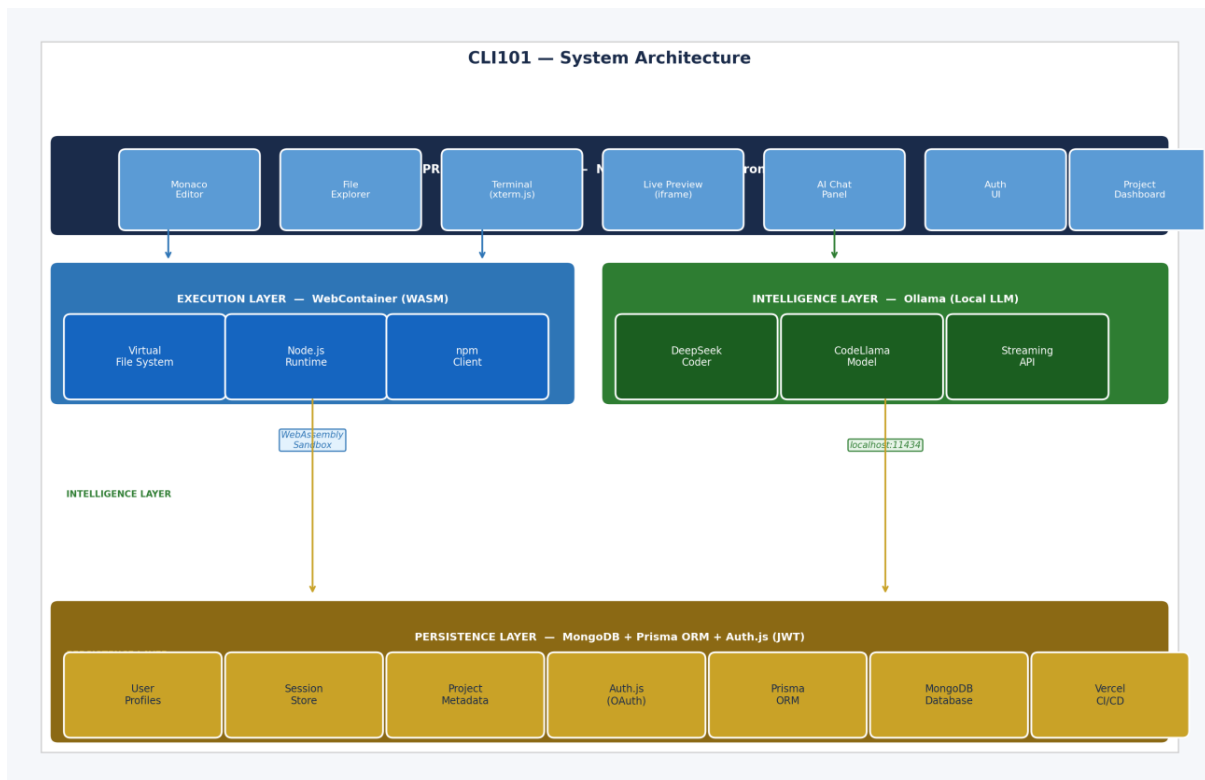 CLI101 — System Architecture
Monaco
Editor
File
Explorer
Terminal
(xterm.js)
Live Preview
(iframe)
AI Chat
Panel
Auth
UI
Project
Dashboard
EXECUTION LAYER — WebContainer (WASM)
Virtual
File System
Node.js
Runtime
npm
Client
INTELLIGENCE LAYER — Ollama (Local LLM)
DeepSeek
Coder
CodeLlama
Model
Streaming
API
WebAssembly
Sandbox
localhost:11434
INTELLIGENCE LAYER
PERSISTENCE LAYER — MongoDB + Prisma ORM + Auth.js (JWT)
User
Profiles
Session
Store
Project
Metadata
Auth.js
(OAuth)
Prisma
ORM
MongoDB
Database
Vercel
CI/CD